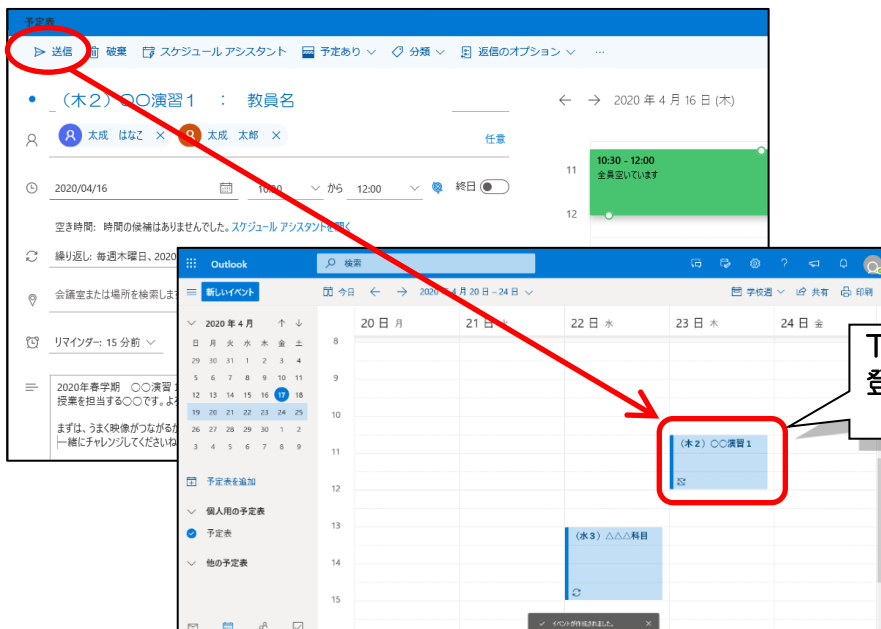 予定表
送信 破棄 スケジュール アシスタント 予定あり 分類 返信のオプション …
（木２）〇〇演習１ ： 教員名
← → 2020 年 4 月 16 日 (木)
太成 はなこ × 太成 太郎 × 任意
10:30 - 12:00
全員空いています
11
12
2020/04/16 から 12:00 終日
空き時間: 時間の候補はありませんでした。スケジュール アシスタントを開く
繰り返し: 毎週木曜日、2020
会議室または場所を検索しま
リマインダー: 15 分前
2020年春学期 〇〇演習
授業を担当する〇〇です。よ
まずは、うまく映像がつながるか
一緒にチャレンジしてくださいね
Outlook 検索
新しいイベント 今日 ← → 2020 年 4 月 20 日 – 24 日 学校週 共有 印刷
2020 年 4 月 ↑ ↓
日 月 火 水 木 金 土
29 30 31 1 2 3 4
5 6 7 8 9 10 11
12 13 14 15 16 17 18
19 20 21 22 23 24 25
26 27 28 29 30 1 2
3 4 5 6 7 8 9
予定表を追加
個人用の予定表
予定表
他の予定表
20 日 月 21 日 22 日 水 23 日 木 24 日 金
8
9
10
11
12
13
14
15
（木２）〇〇演習１
（水３）△△△科目
イベントが作成されました。 ×
T
登